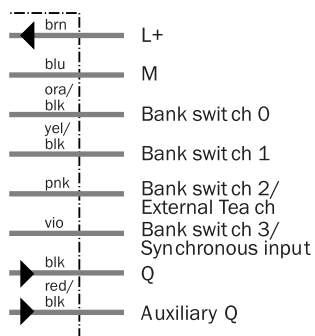 brn
L+
blu
M
ora/
blk
Bank switch 0
yel/
blk
Bank switch 1
pnk
Bank switch 2/
External Teach
vio
Bank switch 3/
Synchronous input
blk
Q
red/
blk
Auxiliary Q